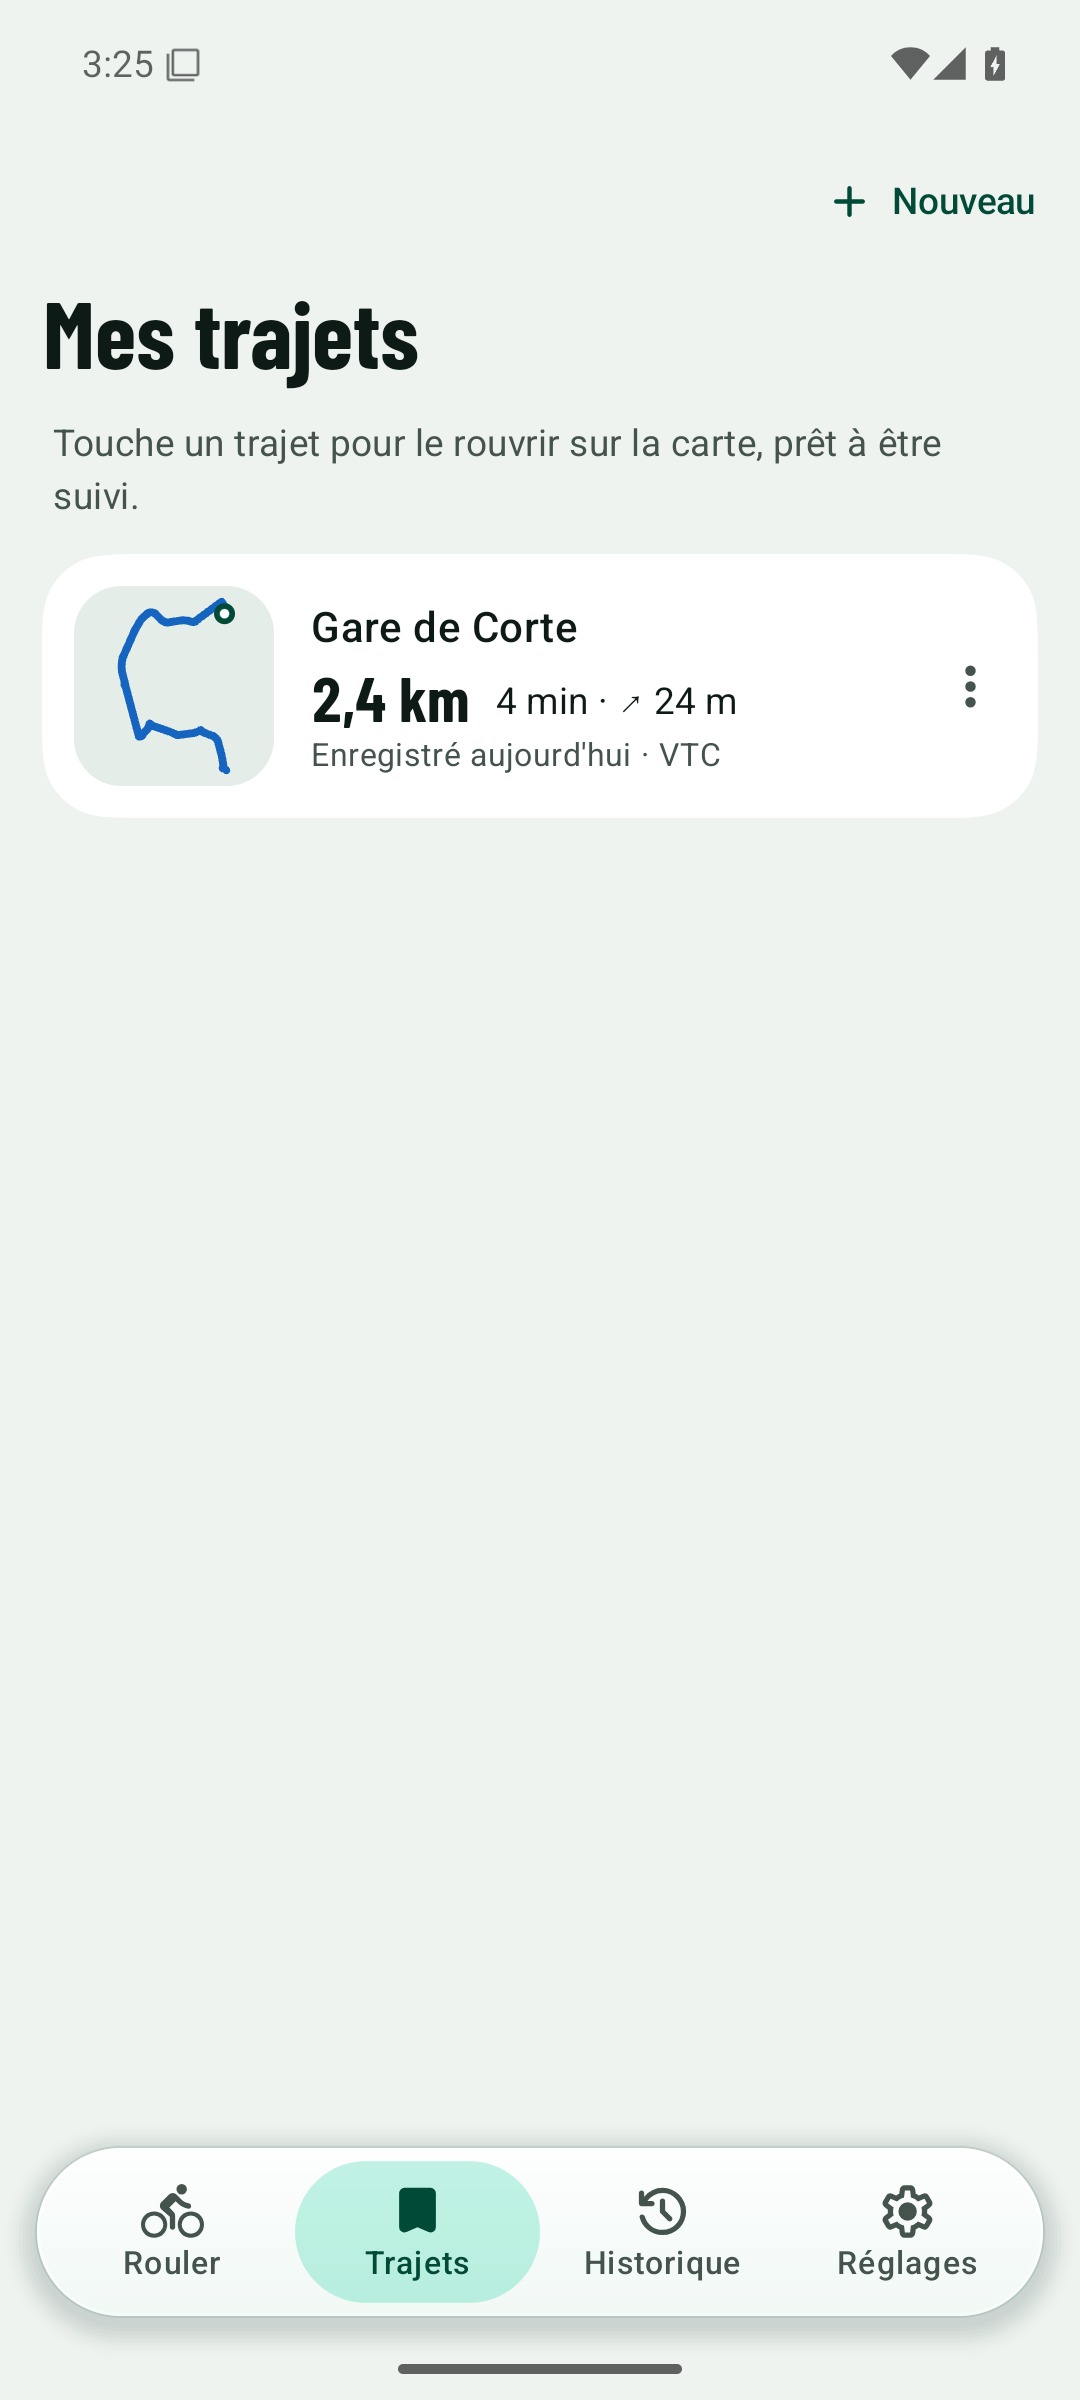 3:25
Nouveau
Mes trajets
Touche un trajet pour le rouvrir sur la carte, prêt à être
suivi.
Gare de Corte
2,4 km 4 min · ↗ 24 m
Enregistré aujourd'hui · VTC
Rouler Trajets Historique Réglages